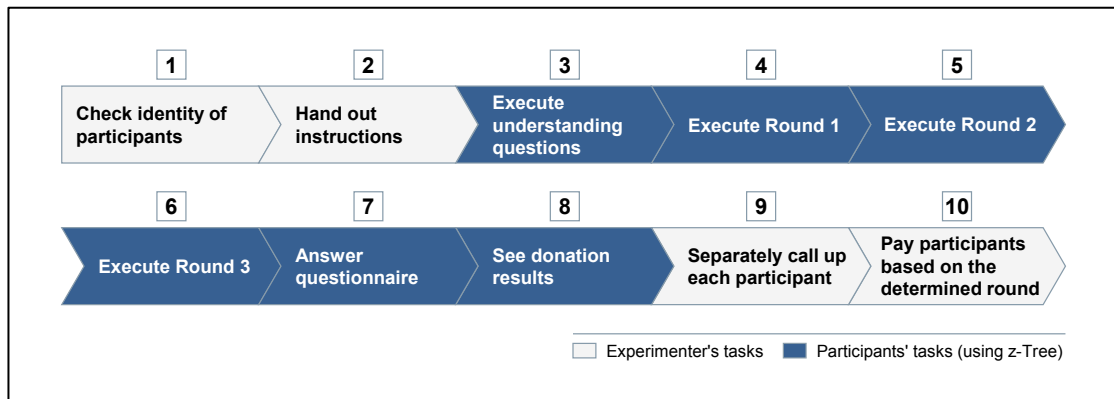 1 2 3 4 5
Check identity of
participants
Hand out
instructions
Execute
understanding
questions
Execute Round 1
Execute Round 2
6 7 8 9 10
Execute Round 3
Answer
questionnaire
See donation
results
Separately call up
each participant
Pay participants
based on the
determined round
Experimenter's tasks
Participants' tasks (using z-Tree)